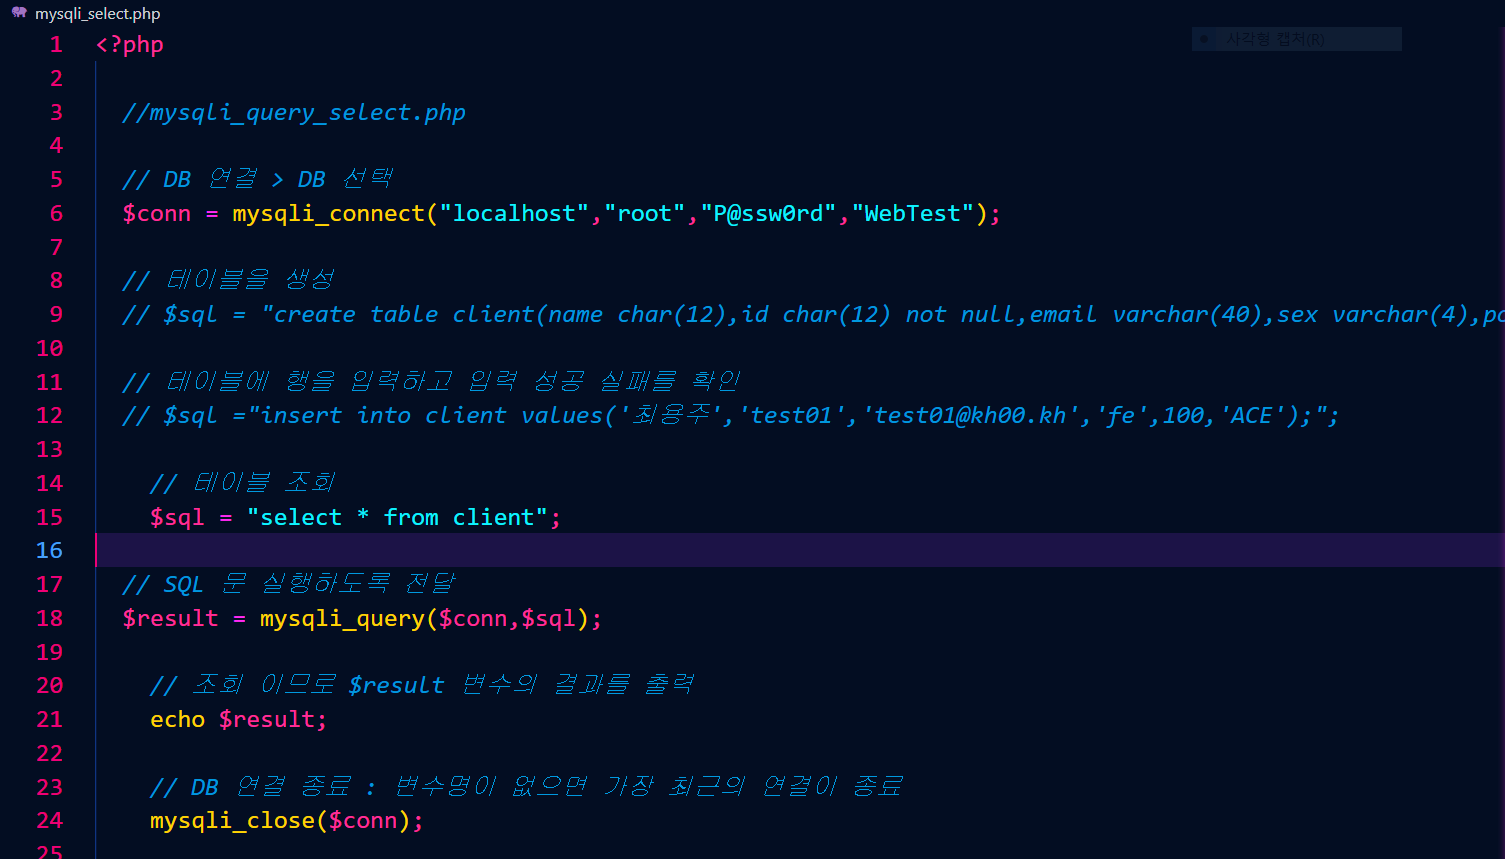 mysqli_select.php
사각형 캡처(R)
1 <?php
2
3 //mysqli_query_select.php
4
5 // DB 연결 > DB 선택
6 $conn = mysqli_connect("localhost","root","P@ssw0rd","WebTest");
7
8 // 테이블을 생성
9 // $sql = "create table client(name char(12),id char(12) not null,email varchar(40),sex varchar(4),po
10
11 // 테이블에 행을 입력하고 입력 성공 실패를 확인
12 // $sql ="insert into client values('최용주','test01','test01@kh00.kh','fe',100,'ACE');";
13
14 // 테이블 조회
15 $sql = "select * from client";
16
17 // SQL 문 실행하도록 전달
18 $result = mysqli_query($conn,$sql);
19
20 // 조회 이므로 $result 변수의 결과를 출력
21 echo $result;
22
23 // DB 연결 종료 : 변수명이 없으면 가장 최근의 연결이 종료
24 mysqli_close($conn);
25